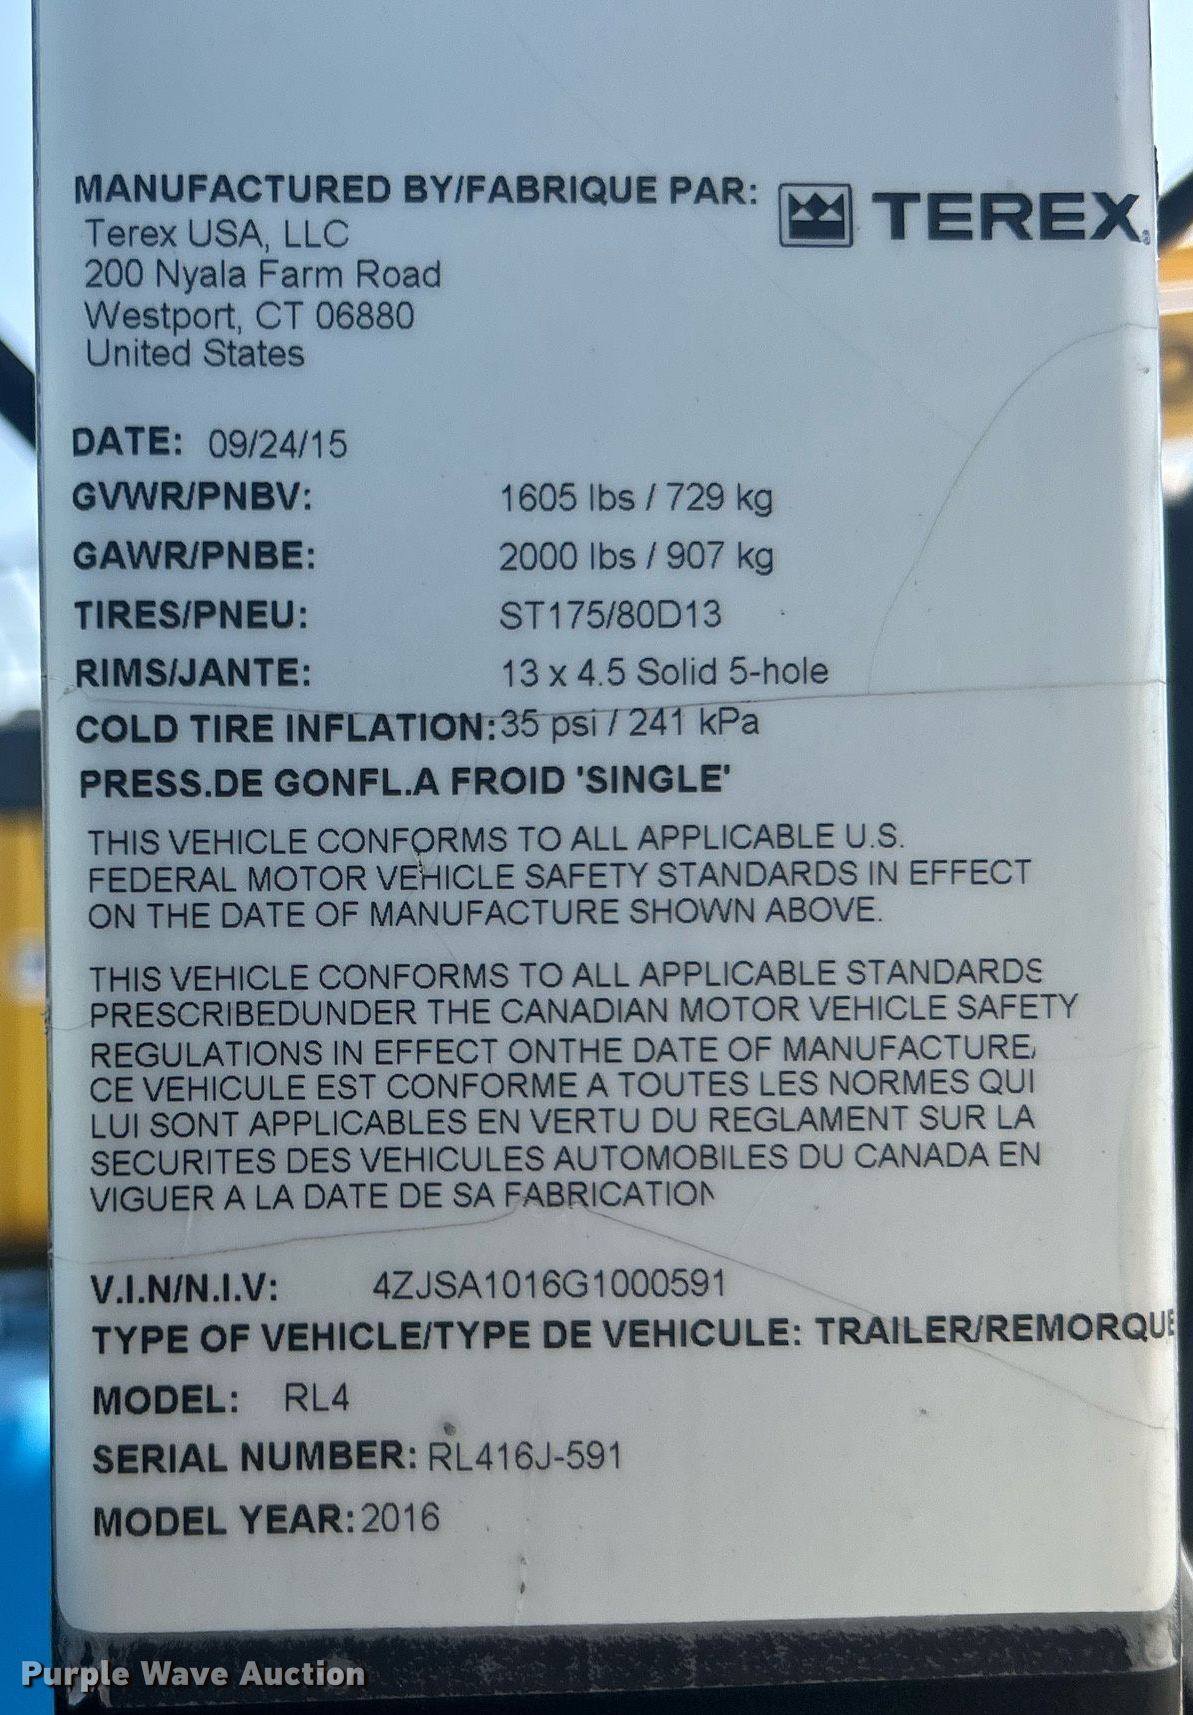 MANUFACTURED BY/FABRIQUE PAR: TEREX
Terex USA, LLC
200 Nyala Farm Road
Westport, CT 06880
United States
DATE: 09/24/15
GVWR/PNBV: 1605 lbs / 729 kg
GAWR/PNBE: 2000 lbs / 907 kg
TIRES/PNEU: ST175/80D13
RIMS/JANTE: 13 x 4.5 Solid 5-hole
COLD TIRE INFLATION: 35 psi / 241 kPa
PRESS.DE GONFL.A FROID 'SINGLE'
THIS VEHICLE CONFORMS TO ALL APPLICABLE U.S.
FEDERAL MOTOR VEHICLE SAFETY STANDARDS IN EFFECT
ON THE DATE OF MANUFACTURE SHOWN ABOVE.
THIS VEHICLE CONFORMS TO ALL APPLICABLE STANDARDS
PRESCRIBEDUNDER THE CANADIAN MOTOR VEHICLE SAFETY
REGULATIONS IN EFFECT ONTHE DATE OF MANUFACTURE,
CE VEHICULE EST CONFORME A TOUTES LES NORMES QUI
LUI SONT APPLICABLES EN VERTU DU REGLAMENT SUR LA
SECURITES DES VEHICULES AUTOMOBILES DU CANADA EN
VIGUER A LA DATE DE SA FABRICATION
V.I.N/N.I.V: 4ZJSA1016G1000591
TYPE OF VEHICLE/TYPE DE VEHICULE: TRAILER/REMORQUE
MODEL: RL4
SERIAL NUMBER: RL416J-591
MODEL YEAR: 2016
Purple Wave Auction